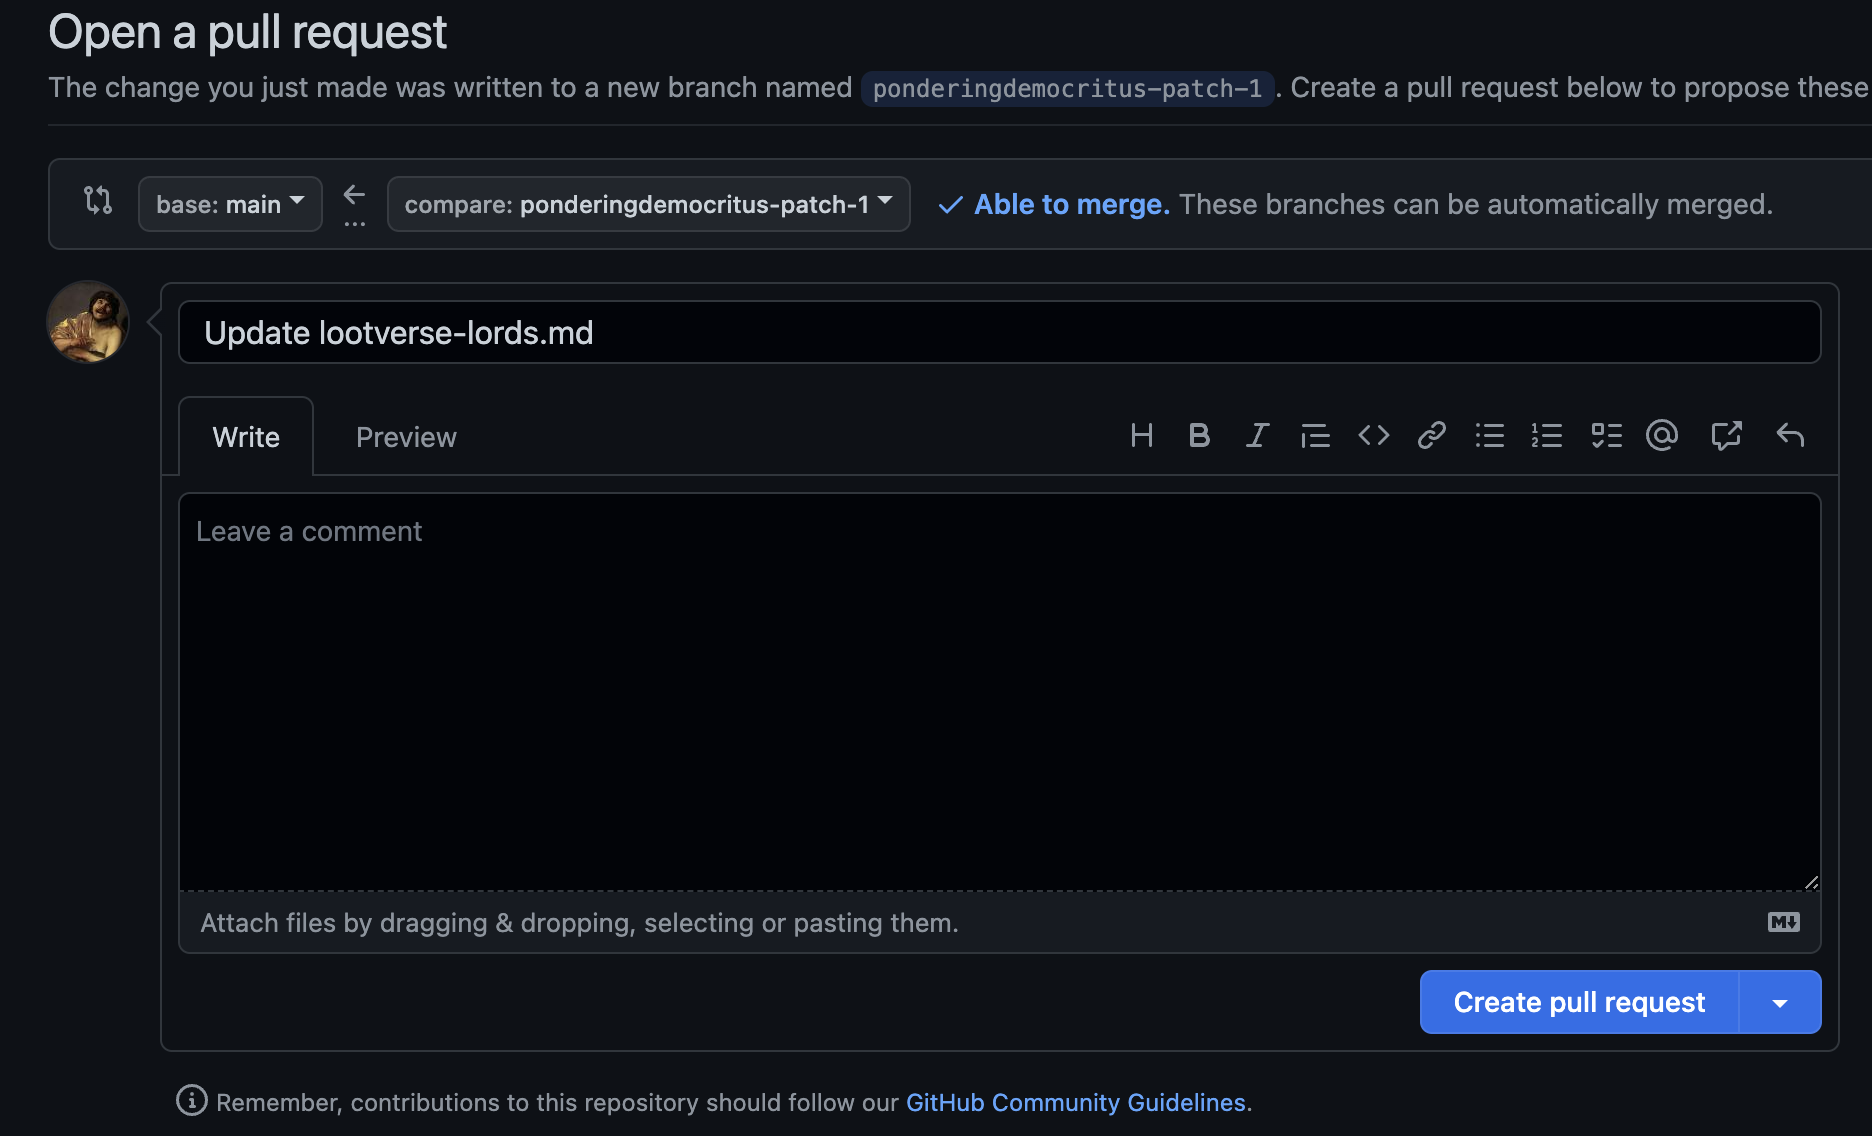 Open a pull request
The change you just made was written to a new branch named ponderingdemocritus-patch-1. Create a pull request below to propose these
base: main
compare: ponderingdemocritus-patch-1
Able to merge. These branches can be automatically merged.
Update lootverse-lords.md
Write
Preview
Leave a comment
Attach files by dragging & dropping, selecting or pasting them.
Create pull request
Remember, contributions to this repository should follow our GitHub Community Guidelines.